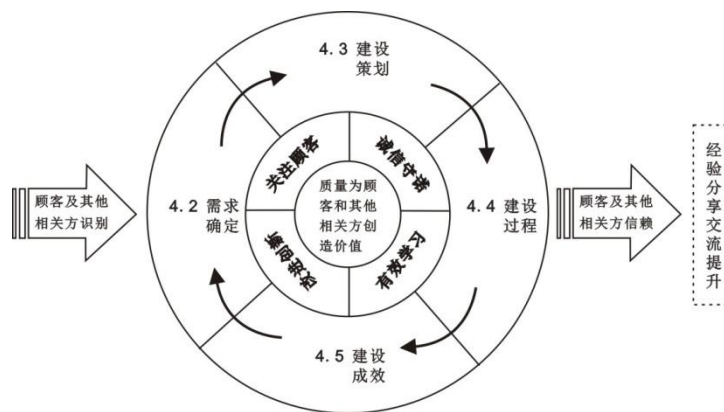 4.3 建设
策划
关注顾客
诚信守诺
顾客及其他
相关方识别
4.2 需求
确定
质量为顾
客和其他
相关方创
造价值
4.4 建设
过程
顾客及其他
相关方信赖
经验分享交流提升
改进创新
有效学习
4.5 建设
成效